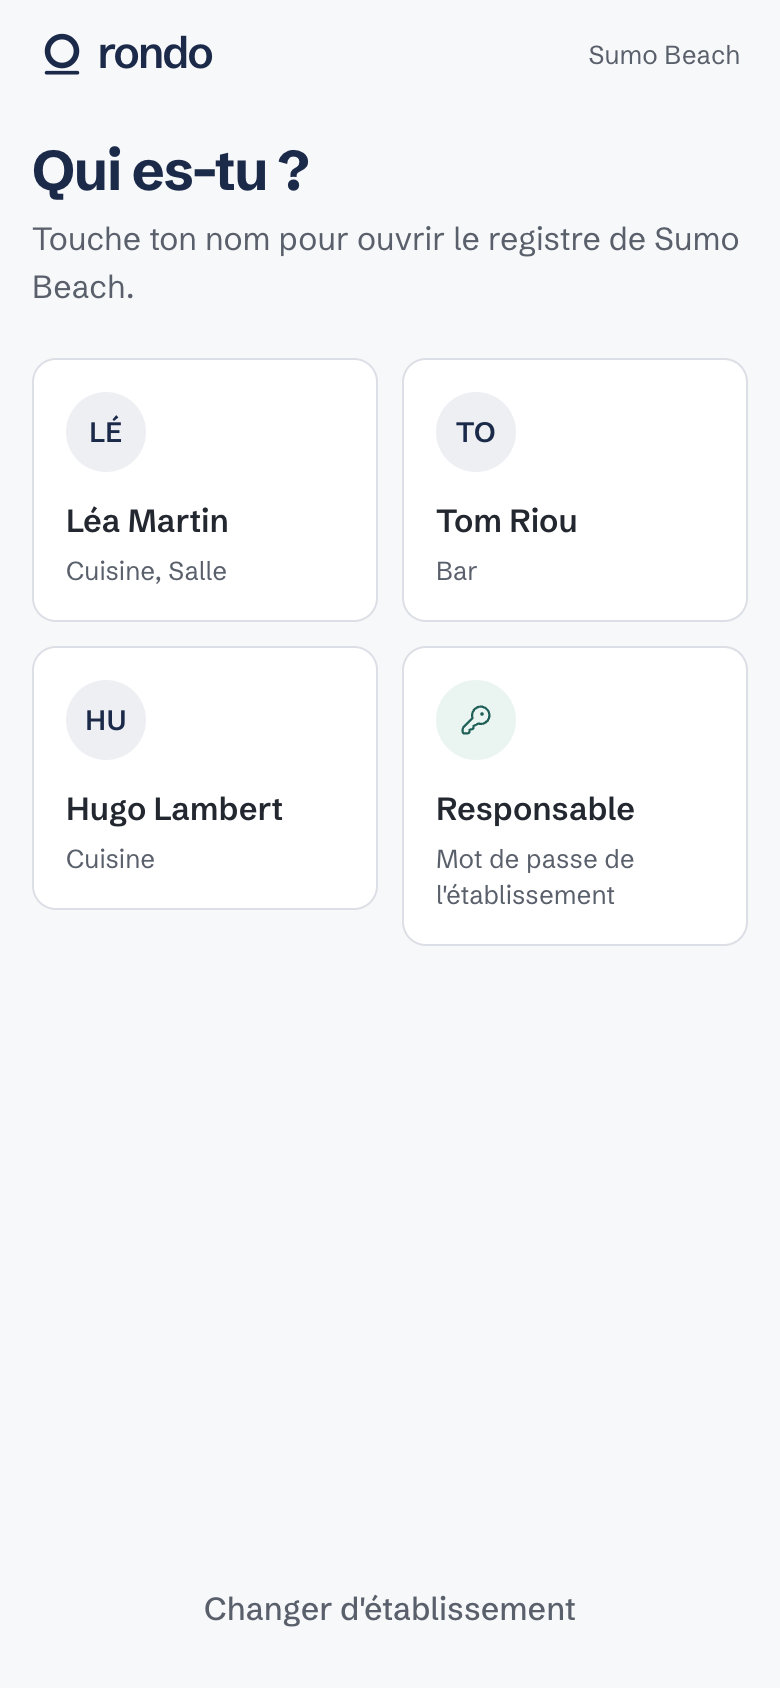 rondo
Sumo Beach
Qui es-tu ?
Touche ton nom pour ouvrir le registre de Sumo
Beach.
LÉ
Léa Martin
Cuisine, Salle
TO
Tom Riou
Bar
HU
Hugo Lambert
Cuisine
Responsable
Mot de passe de
l'établissement
Changer d'établissement